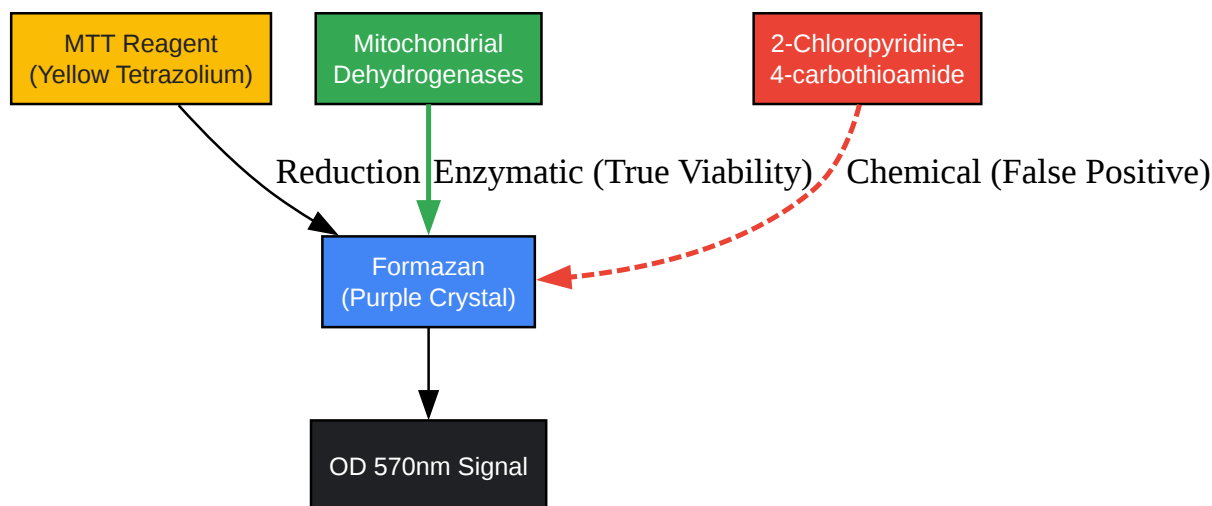 MTT Reagent
(Yellow Tetrazolium)
Mitochondrial
Dehydrogenases
2-Chloropyridine-
4-carbothioamide
Reduction
Enzymatic (True Viability)
Chemical (False Positive)
Formazan
(Purple Crystal)
OD 570nm Signal